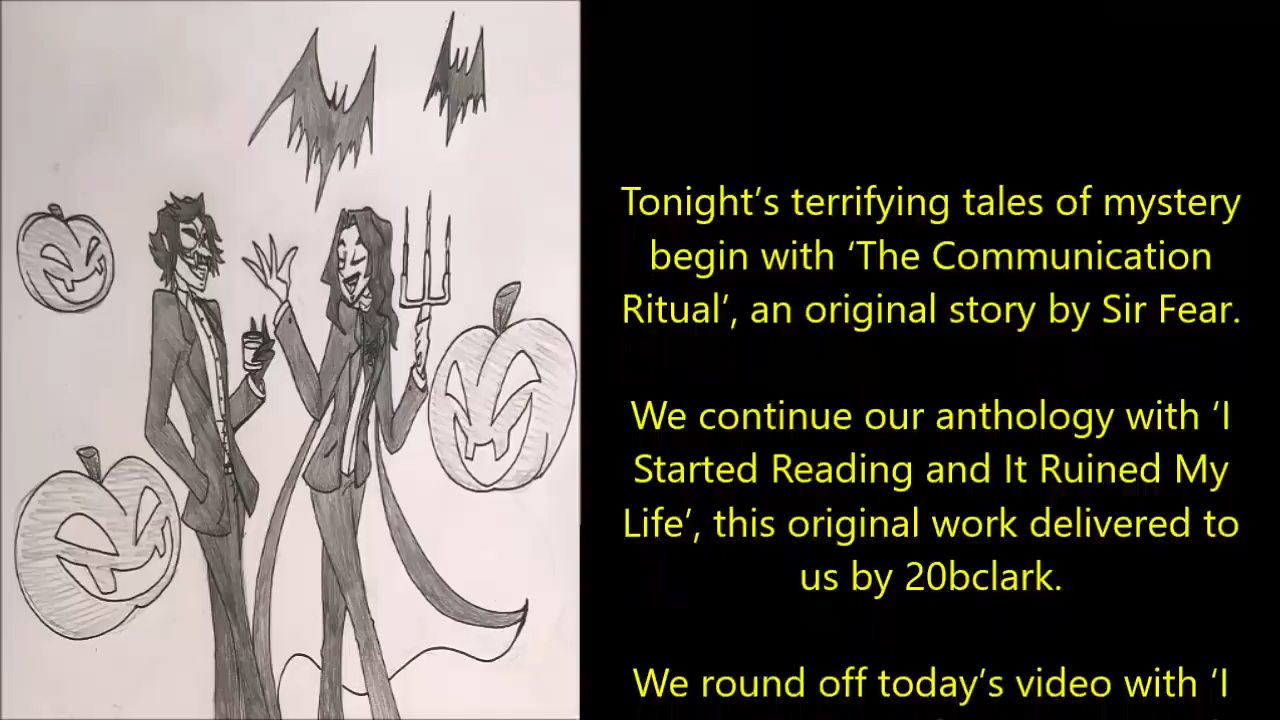 Tonight’s terrifying tales of mystery
begin with ‘The Communication
Ritual’, an original story by Sir Fear.
We continue our anthology with ‘I
Started Reading and It Ruined My
Life’, this original work delivered to
us by 20bclark.
We round off today’s video with ‘I